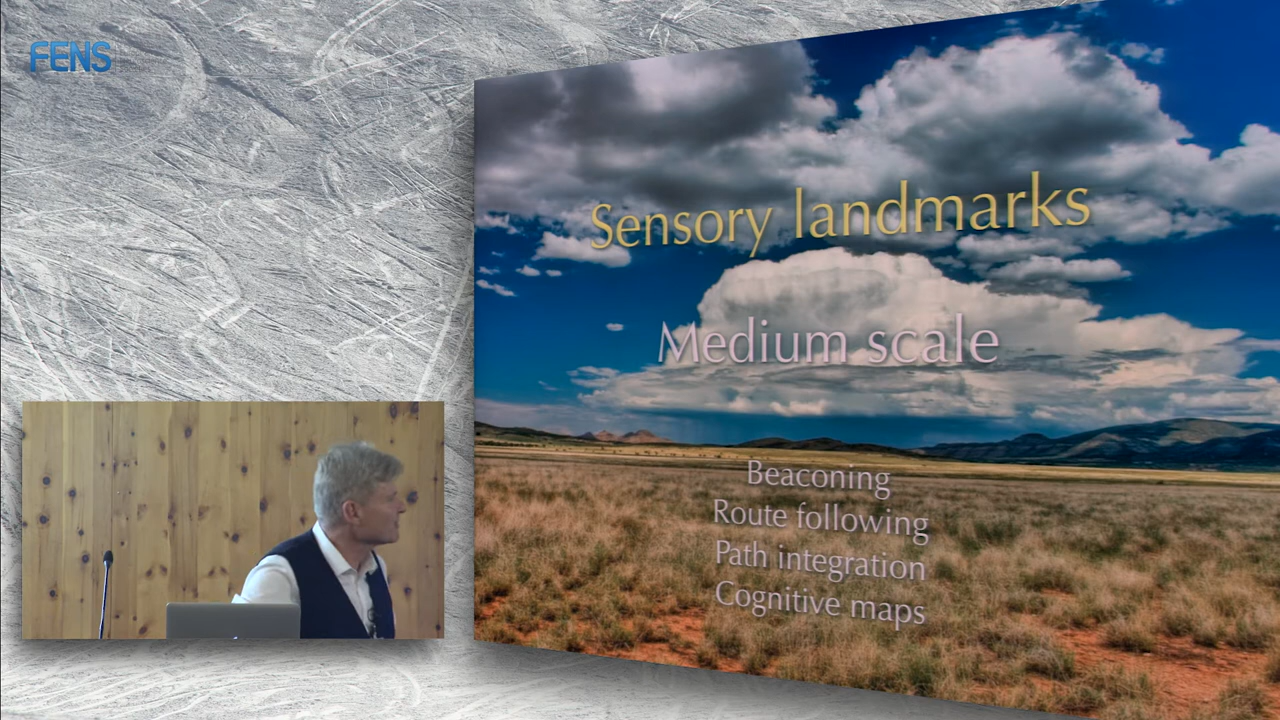 FENS
Sensory landmarks
Medium scale
Beaconing
Route following
Path integration
Cognitive maps